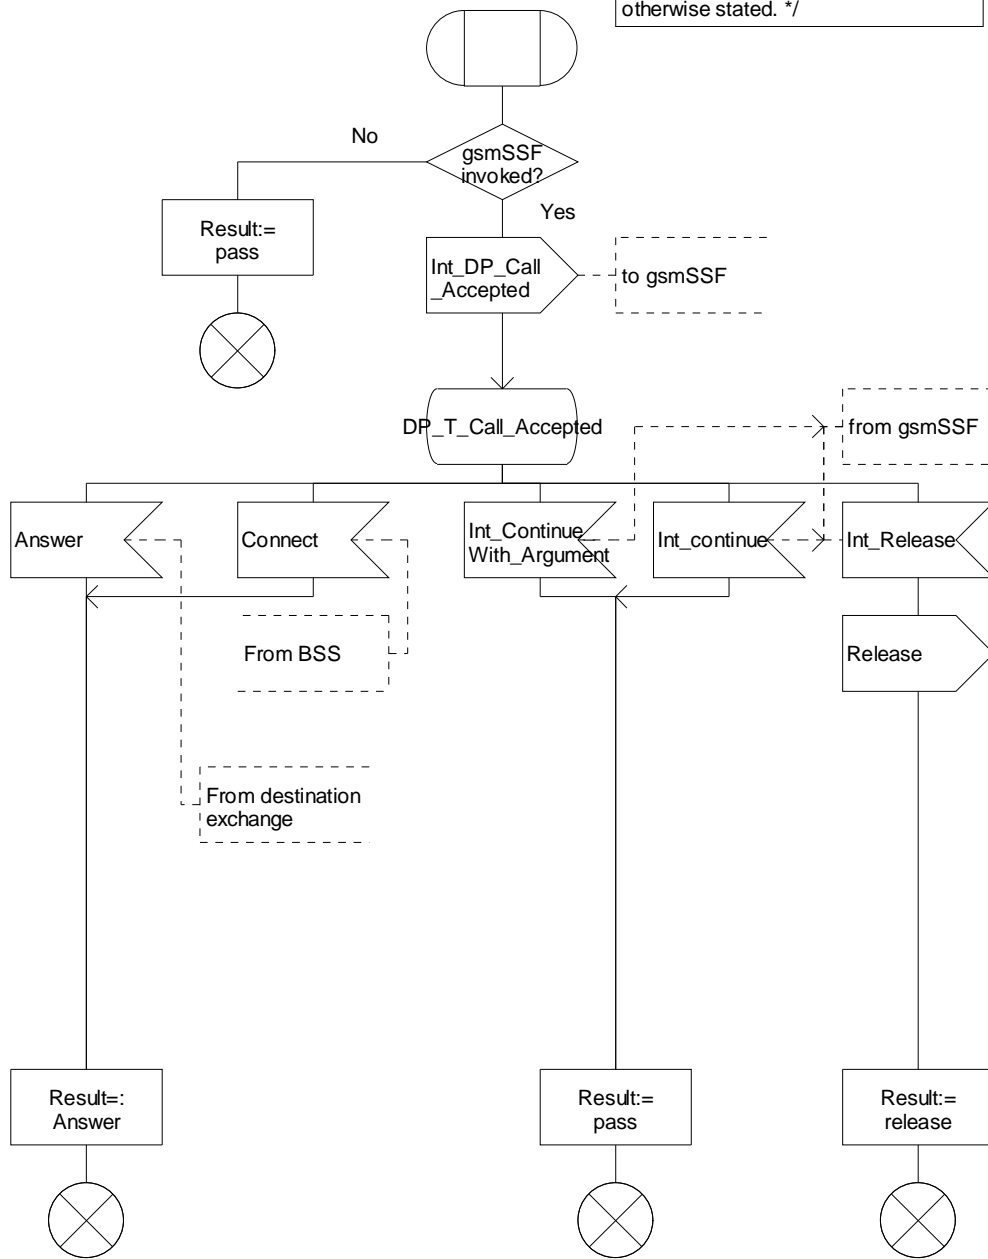 otherwise stated. */
No
gsmSSF
invoked?
Yes
Result:=
pass
Int_DP_Call
_Accepted
to gsmSSF
DP_T_Call_Accepted
from gsmSSF
Answer
Connect
Int_Continue
With_Argument
Int_continue
Int_Release
From BSS
Release
From destination
exchange
Result=:
Answer
Result:=
pass
Result:=
release